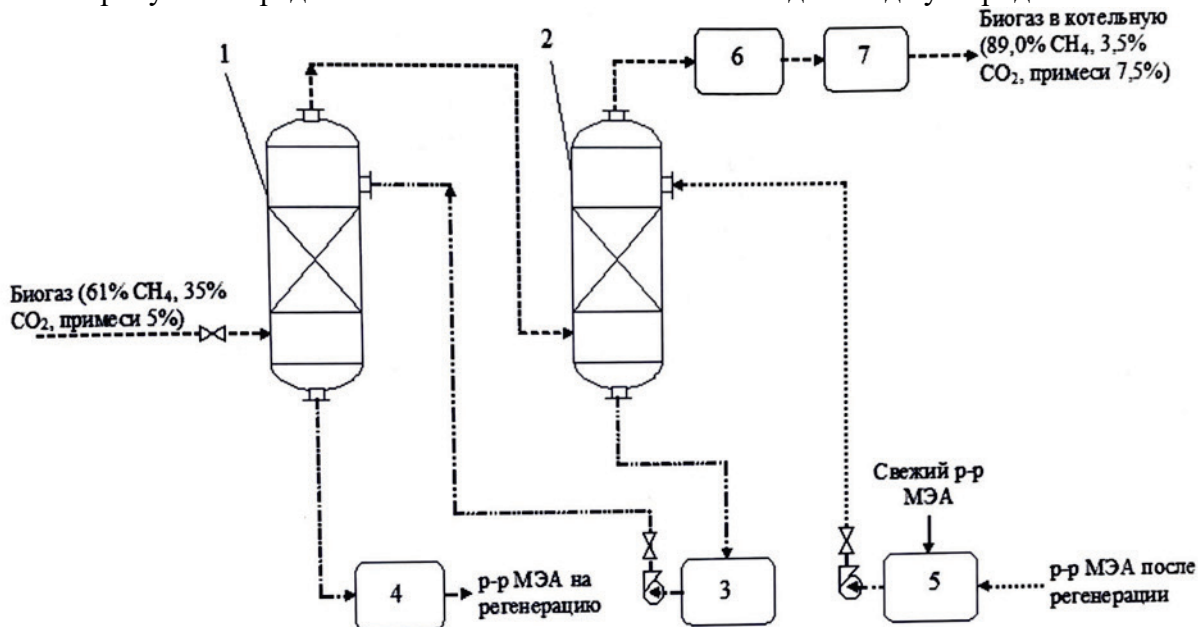 Биогаз в котельную
(89,0% CH₄, 3,5%
CO₂, примеси 7,5%)
1
2
6
7
Биогаз (61% CH₄, 35%
CO₂, примеси 5%)
Свежий р-р
МЭА
4
р-р МЭА на
регенерацию
3
5
р-р МЭА после
регенерации